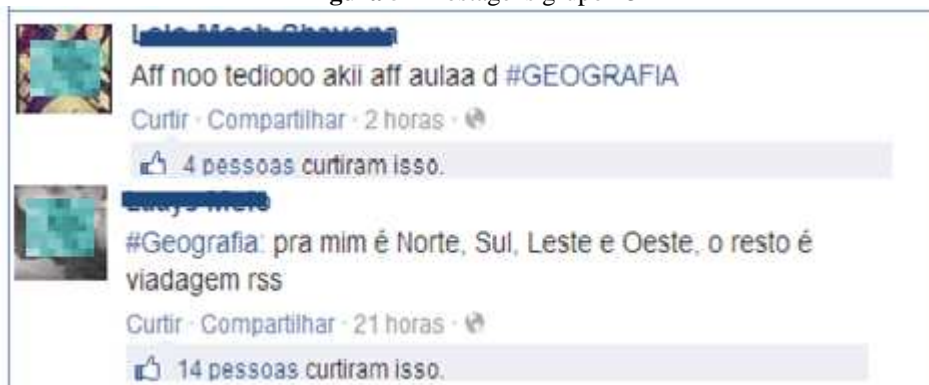 Aff noo tediooo akii aff aulaa d #GEOGRAFIA
Curtir · Compartilhar · 2 horas ·
4 pessoas curtiram isso.
#Geografia: pra mim é Norte, Sul, Leste e Oeste, o resto é
viadagem rss
Curtir · Compartilhar · 21 horas ·
14 pessoas curtiram isso.